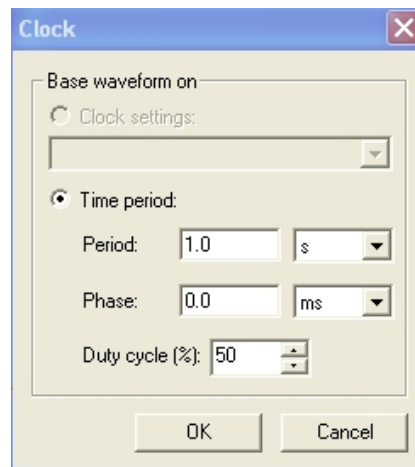 Clock
Base waveform on
Clock settings:
Time period:
Period: 1.0 s
Phase: 0.0 ms
Duty cycle (%): 50
OK Cancel